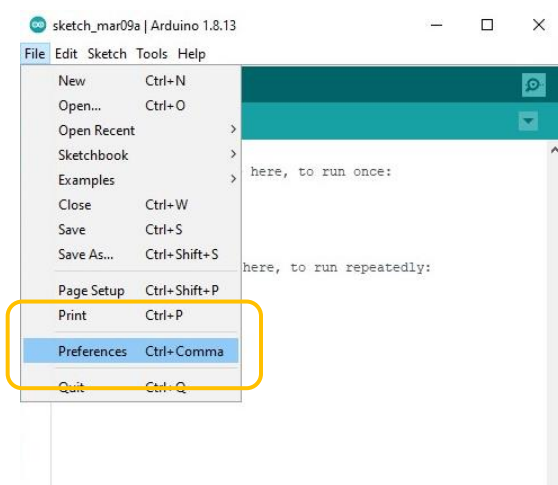 sketch_mar09a | Arduino 1.8.13
File Edit Sketch Tools Help
New Ctrl+N
Open... Ctrl+O
Open Recent
Sketchbook
Examples
here, to run once:
Close Ctrl+W
Save Ctrl+S
Save As... Ctrl+Shift+S
here, to run repeatedly:
Page Setup Ctrl+Shift+P
Print Ctrl+P
Preferences Ctrl+Comma
Quit Ctrl+Q